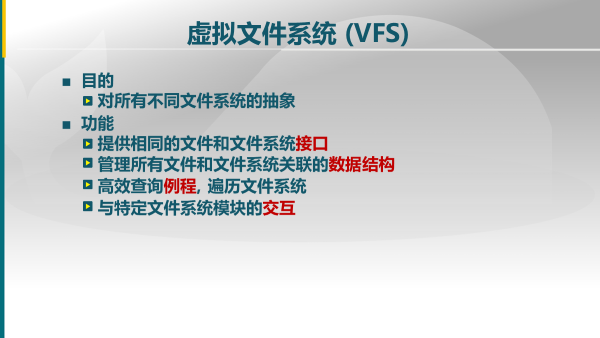 虚拟文件系统 (VFS)
目的
对所有不同文件系统的抽象
功能
提供相同的文件和文件系统接口
管理所有文件和文件系统关联的数据结构
高效查询例程, 遍历文件系统
与特定文件系统模块的交互